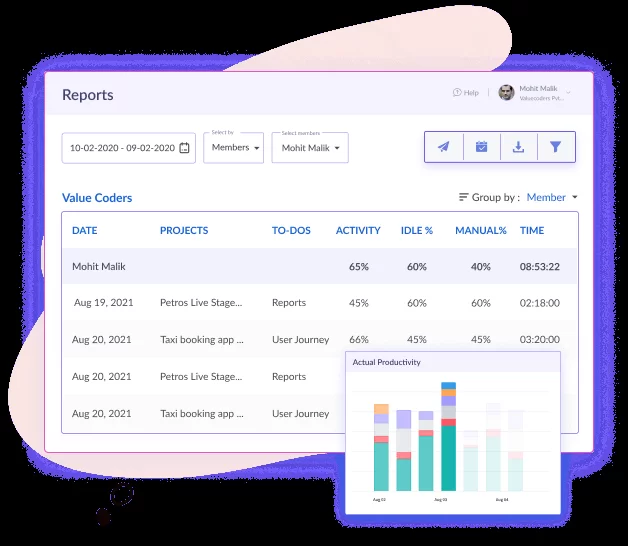 Reports
Help
Mohit Malik
Valuecoders Pvt...
10-02-2020 - 09-02-2020
Select by
Members
Select members
Mohit Malik
Value Coders
Group by : Member
DATE PROJECTS TO-DOS ACTIVITY IDLE % MANUAL% TIME
Mohit Malik 65% 60% 40% 08:53:22
Aug 19, 2021 Petros Live Stage... Reports 45% 60% 60% 02:18:00
Aug 20, 2021 Taxi booking app ... User Journey 66% 45% 45% 03:20:00
Aug 20, 2021 Petros Live Stage... Reports
Aug 20, 2021 Taxi booking app ... User Journey
Actual Productivity
Aug 02 Aug 03 Aug 04